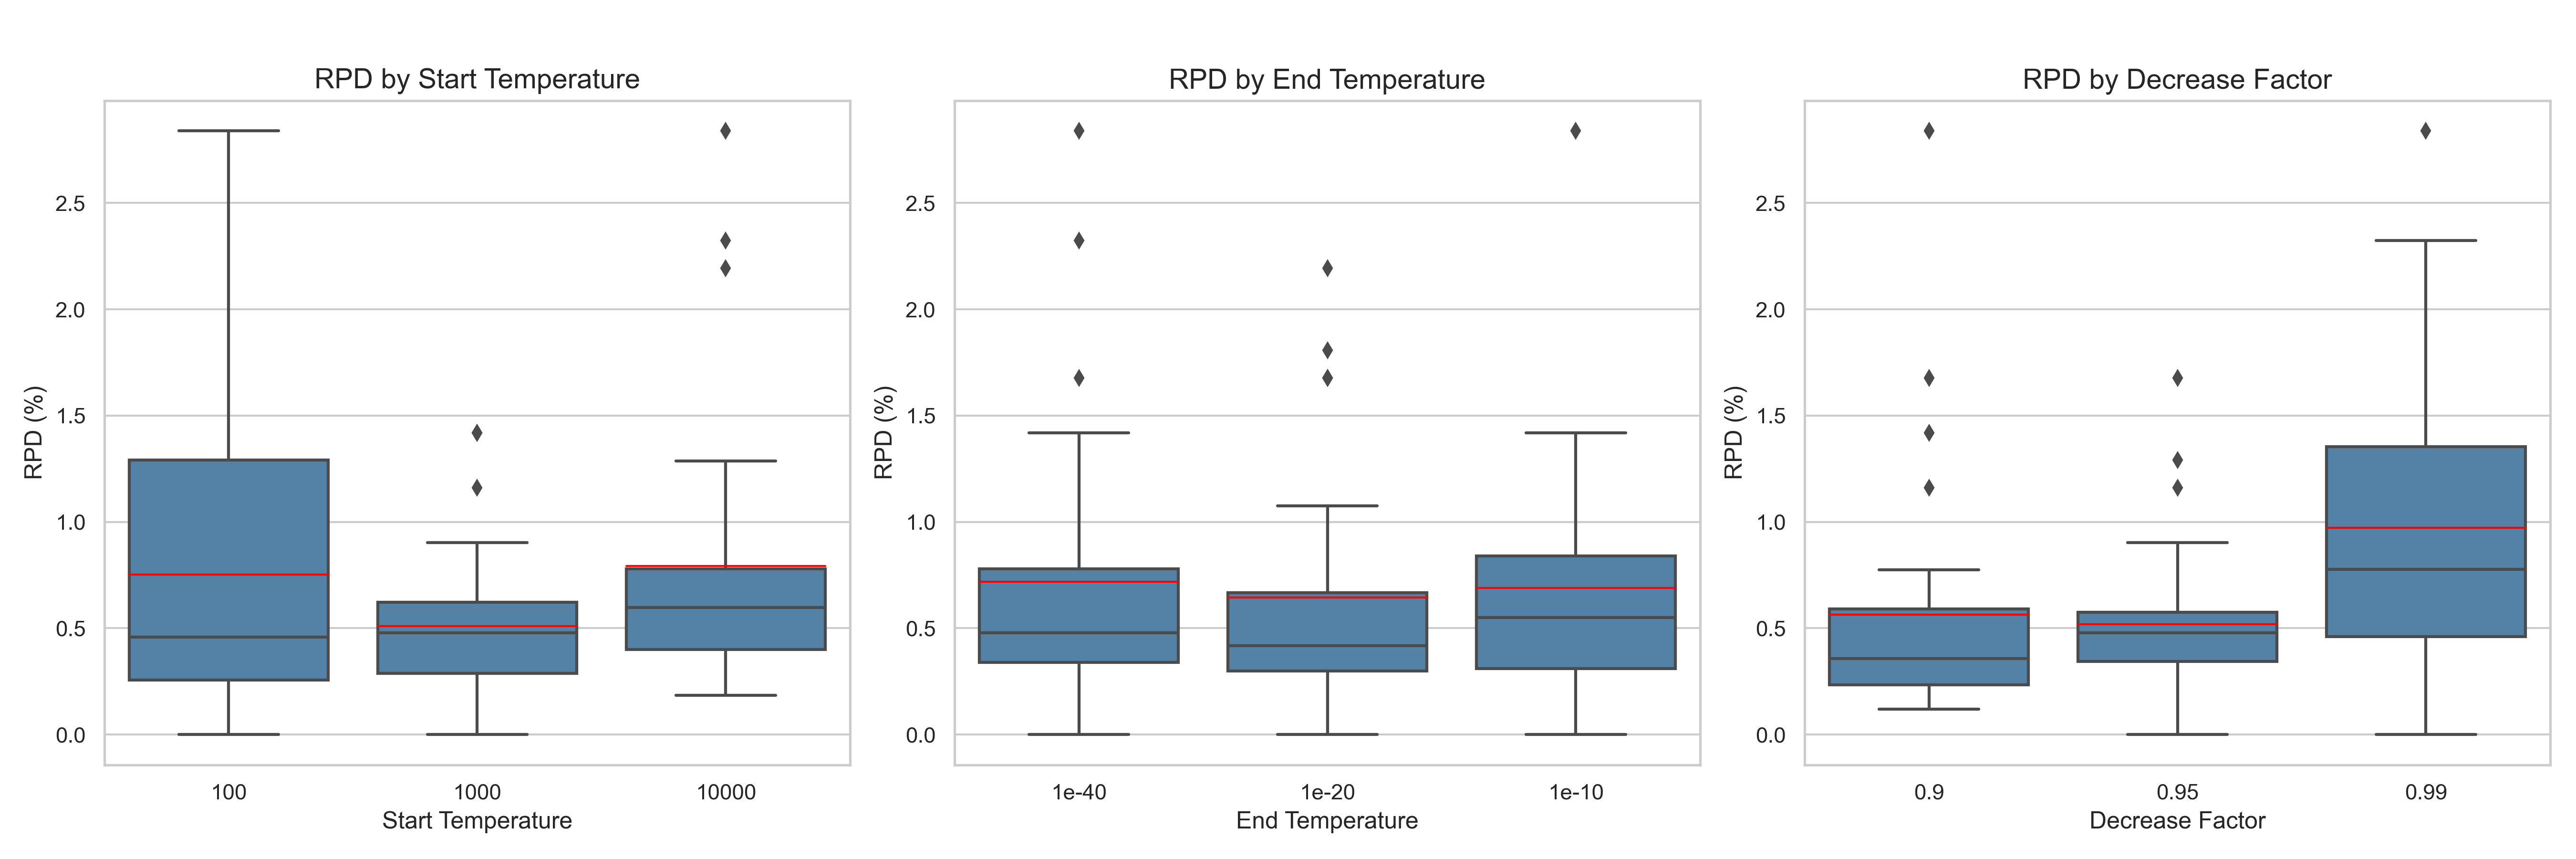 RPD by Start Temperature
RPD (%)
2.5
2.0
1.5
1.0
0.5
0.0
100 1000 10000
Start Temperature
RPD by End Temperature
RPD (%)
2.5
2.0
1.5
1.0
0.5
0.0
1e-40 1e-20 1e-10
End Temperature
RPD by Decrease Factor
RPD (%)
2.5
2.0
1.5
1.0
0.5
0.0
0.9 0.95 0.99
Decrease Factor